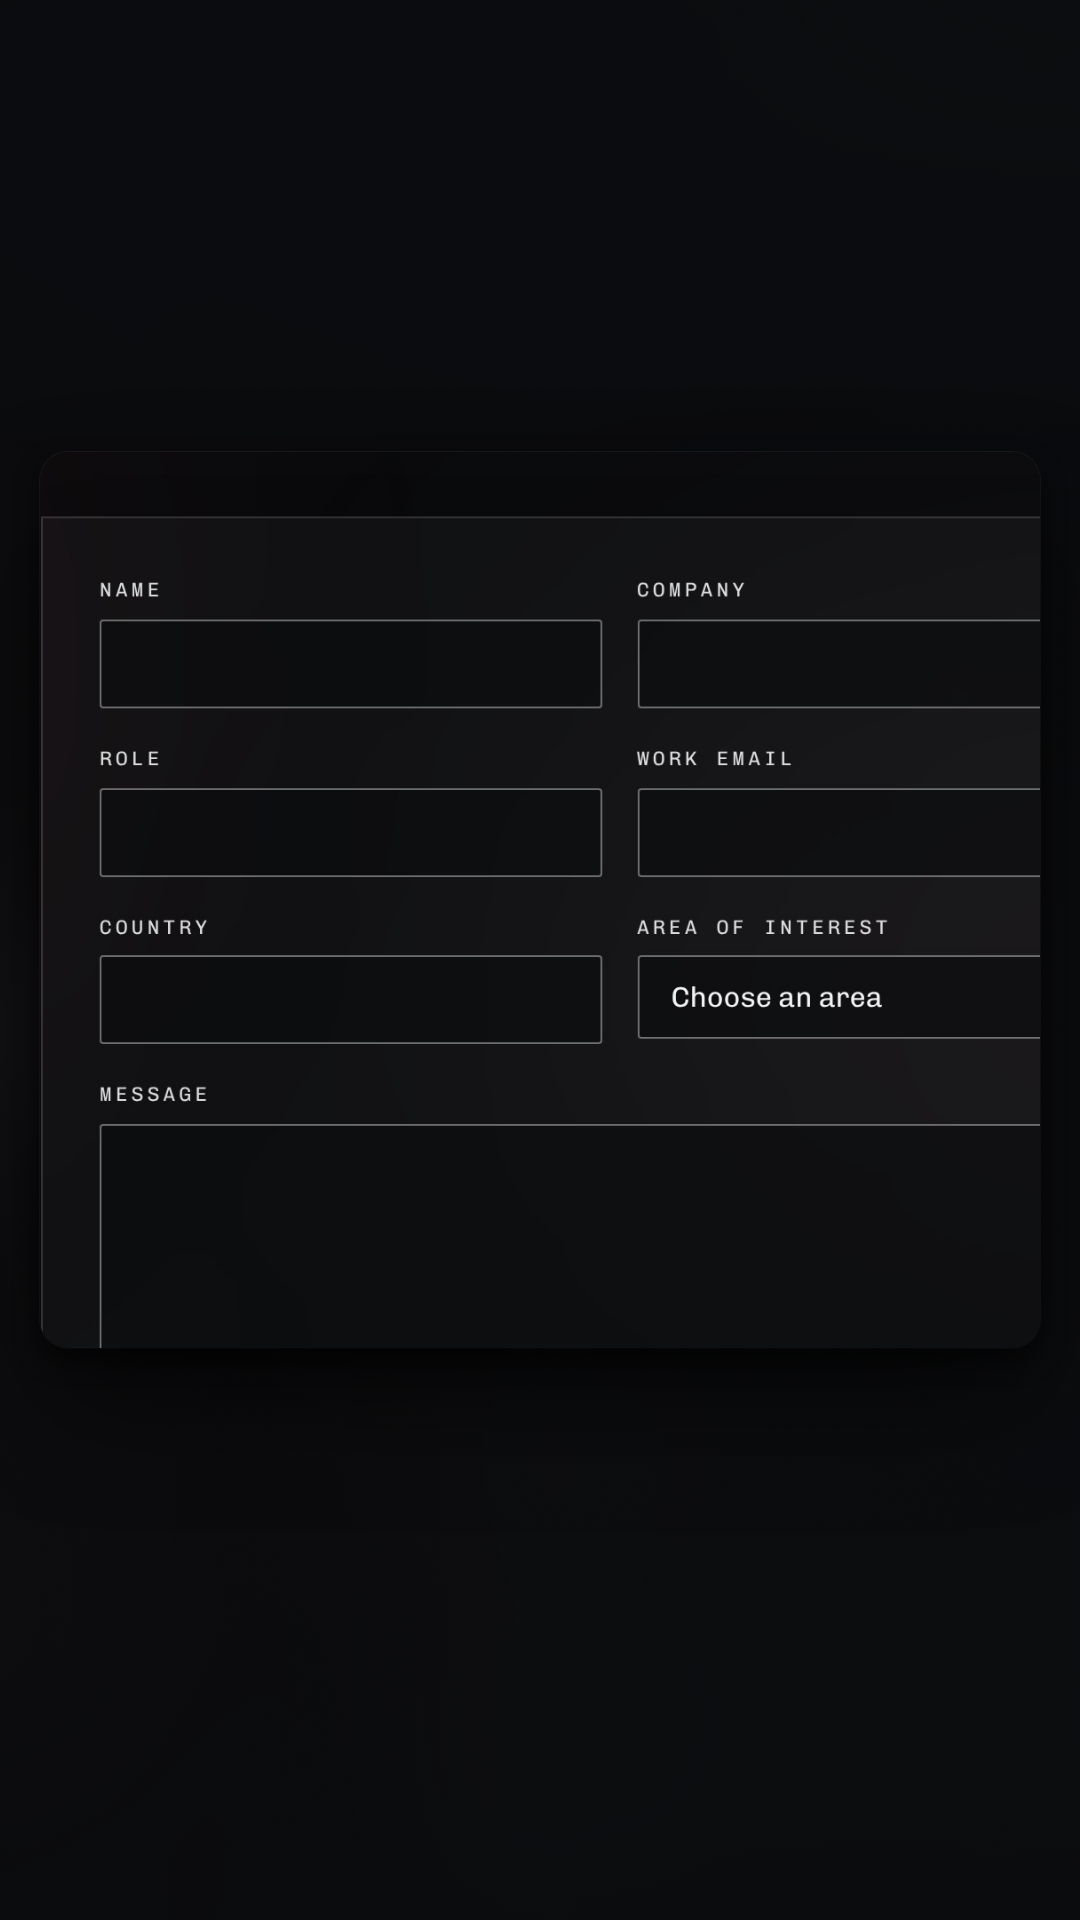 NAME
COMPANY
ROLE
WORK EMAIL
COUNTRY
AREA OF INTEREST
Choose an area
MESSAGE